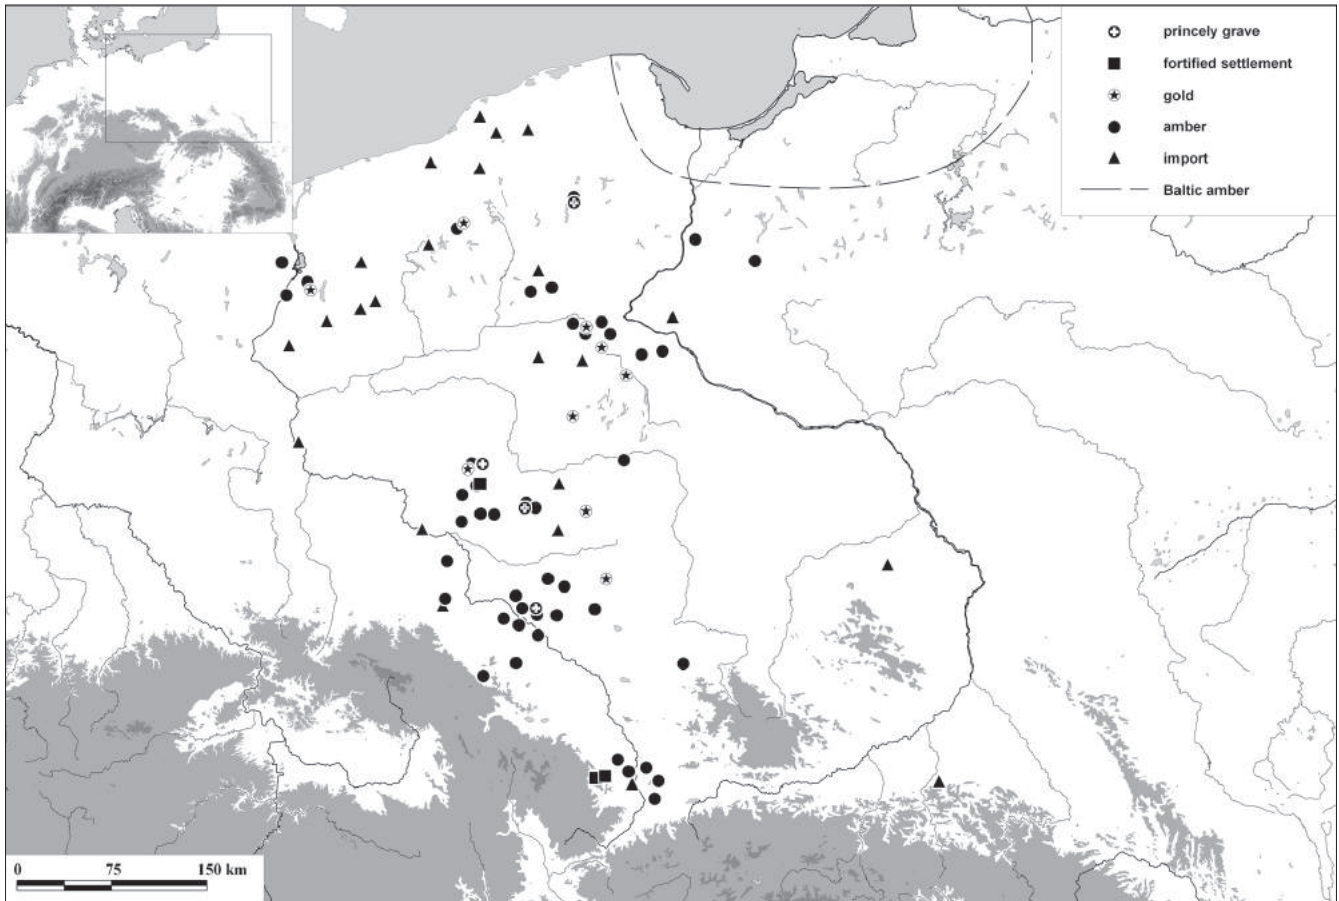 princely grave
fortified settlement
gold
amber
import
Baltic amber
0 75 150 km